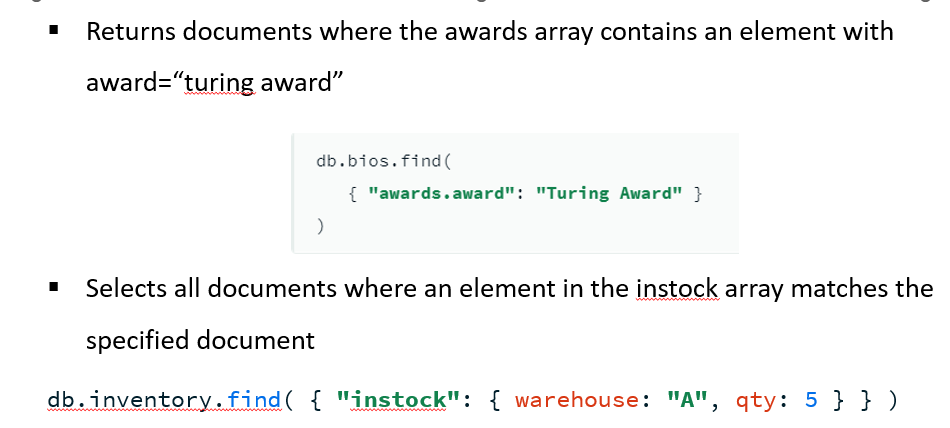 ▪ Returns documents where the awards array contains an element with
award=“turing award”
db.bios.find(
{ "awards.award": "Turing Award" }
)
▪ Selects all documents where an element in the instock array matches the
specified document
db.inventory.find( { "instock": { warehouse: "A", qty: 5 } } )